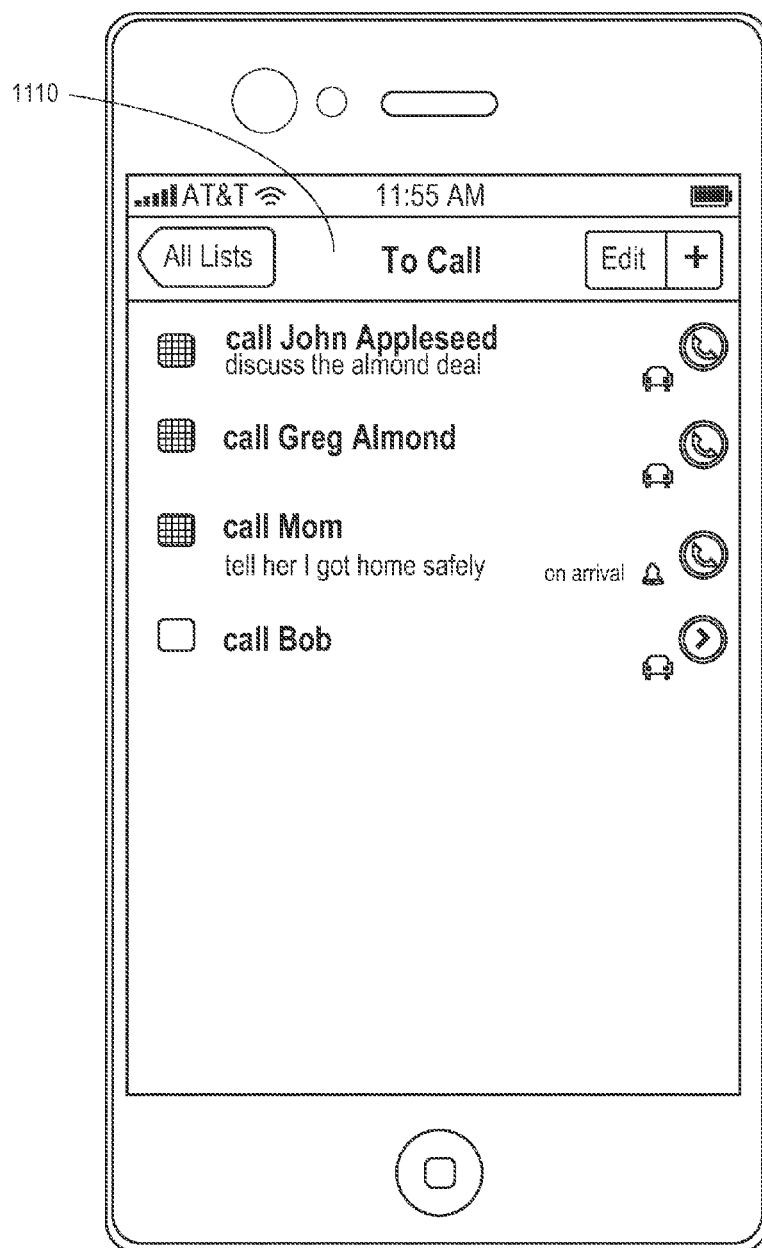 1110
AT&T 11:55 AM
All Lists To Call Edit +
call John Appleseed
discuss the almond deal
call Greg Almond
call Mom
tell her I got home safely on arrival
call Bob